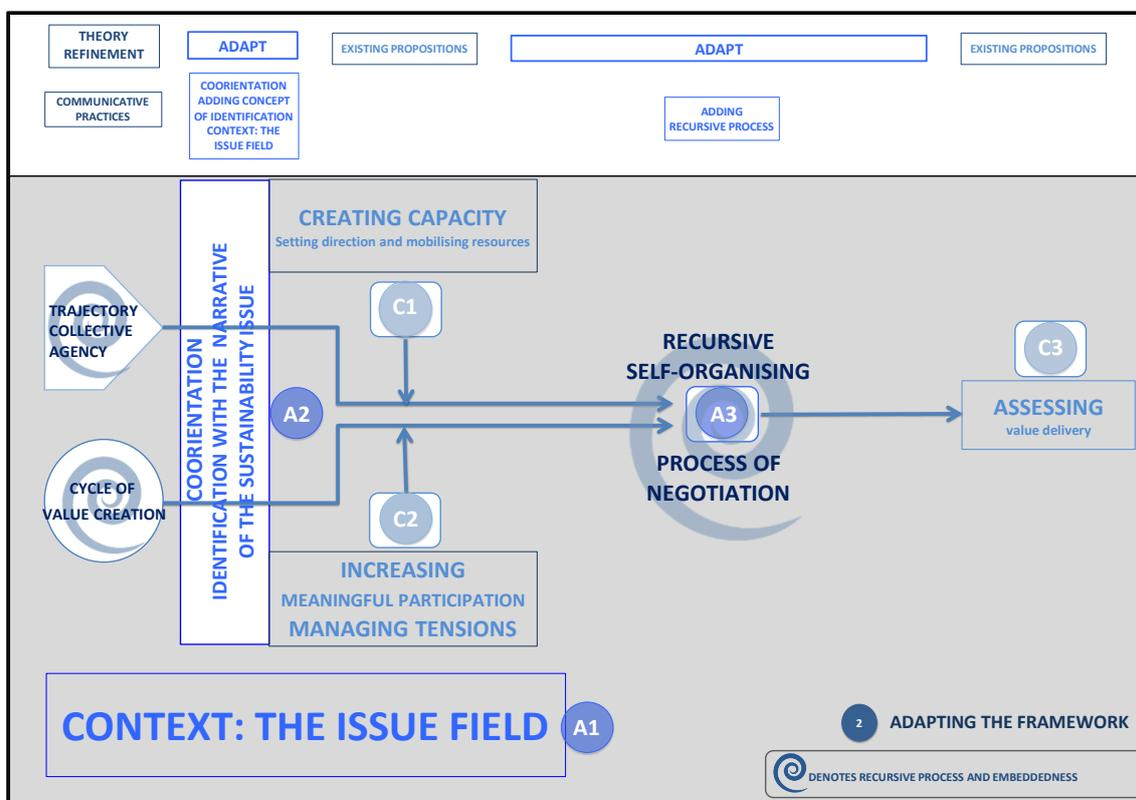 THEORY
REFINEMENT
ADAPT
EXISTING PROPOSITIONS
ADAPT
EXISTING PROPOSITIONS
COMMUNICATIVE
PRACTICES
COORIENTATION
ADDING CONCEPT
OF IDENTIFICATION
CONTEXT: THE
ISSUE FIELD
ADDING
RECURSIVE PROCESS
CREATING CAPACITY
Setting direction and mobilising resources
TRAJECTORY
COLLECTIVE
AGENCY
CYCLE OF
VALUE CREATION
COORIENTATION
IDENTIFICATION WITH THE NARRATIVE
OF THE SUSTAINABILITY ISSUE
A2
C1
C2
RECURSIVE
SELF-ORGANISING
A3
PROCESS OF
NEGOTIATION
C3
ASSESSING
value delivery
INCREASING
MEANINGFUL PARTICIPATION
MANAGING TENSIONS
CONTEXT: THE ISSUE FIELD
A1
2 ADAPTING THE FRAMEWORK
DENOTES RECURSIVE PROCESS AND EMBEDDEDNESS